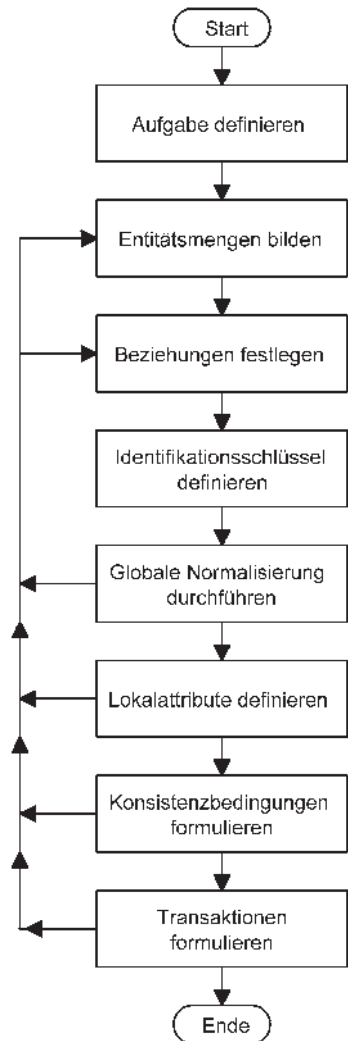 Start
Aufgabe definieren
Entitätsmengen bilden
Beziehungen festlegen
Identifikationsschlüssel
definieren
Globale Normalisierung
durchführen
Lokalattribute definieren
Konsistenzbedingungen
formulieren
Transaktionen
formulieren
Ende